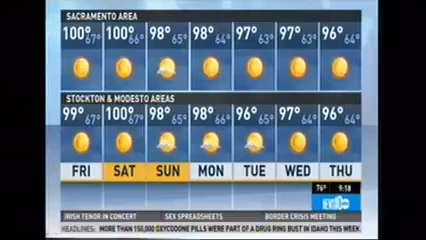 SACRAMENTO AREA
100° 67° 100° 66° 98° 65° 98° 64° 97° 63° 97° 63° 96° 64°
STOCKTON & MODESTO AREAS
99° 67° 100° 67° 98° 65° 98° 66° 96° 65° 97° 64° 96° 64°
FRI SAT SUN MON TUE WED THU
76° 9:18
NEWS10
IRISH TENOR IN CONCERT SEX SPREADSHEETS BORDER CRISIS MEETING
HEADLINES: MORE THAN 150,000 OXYCODONE PILLS WERE PART OF A DRUG RING BUST IN IDAHO THIS WEEK.